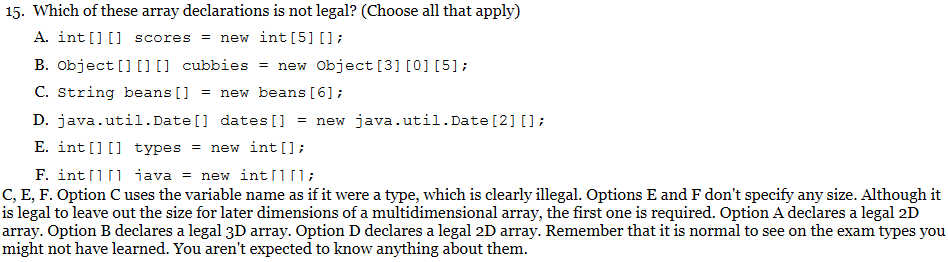 15. Which of these array declarations is not legal? (Choose all that apply)
A. int[][] scores = new int[5][];
B. Object[][][] cubbies = new Object[3][0][5];
C. String beans[] = new beans[6];
D. java.util.Date[] dates[] = new java.util.Date[2][];
E. int[][] types = new int[];
F. int[][] java = new int[][];
C, E, F. Option C uses the variable name as if it were a type, which is clearly illegal. Options E and F don't specify any size. Although it
is legal to leave out the size for later dimensions of a multidimensional array, the first one is required. Option A declares a legal 2D
array. Option B declares a legal 3D array. Option D declares a legal 2D array. Remember that it is normal to see on the exam types you
might not have learned. You aren't expected to know anything about them.